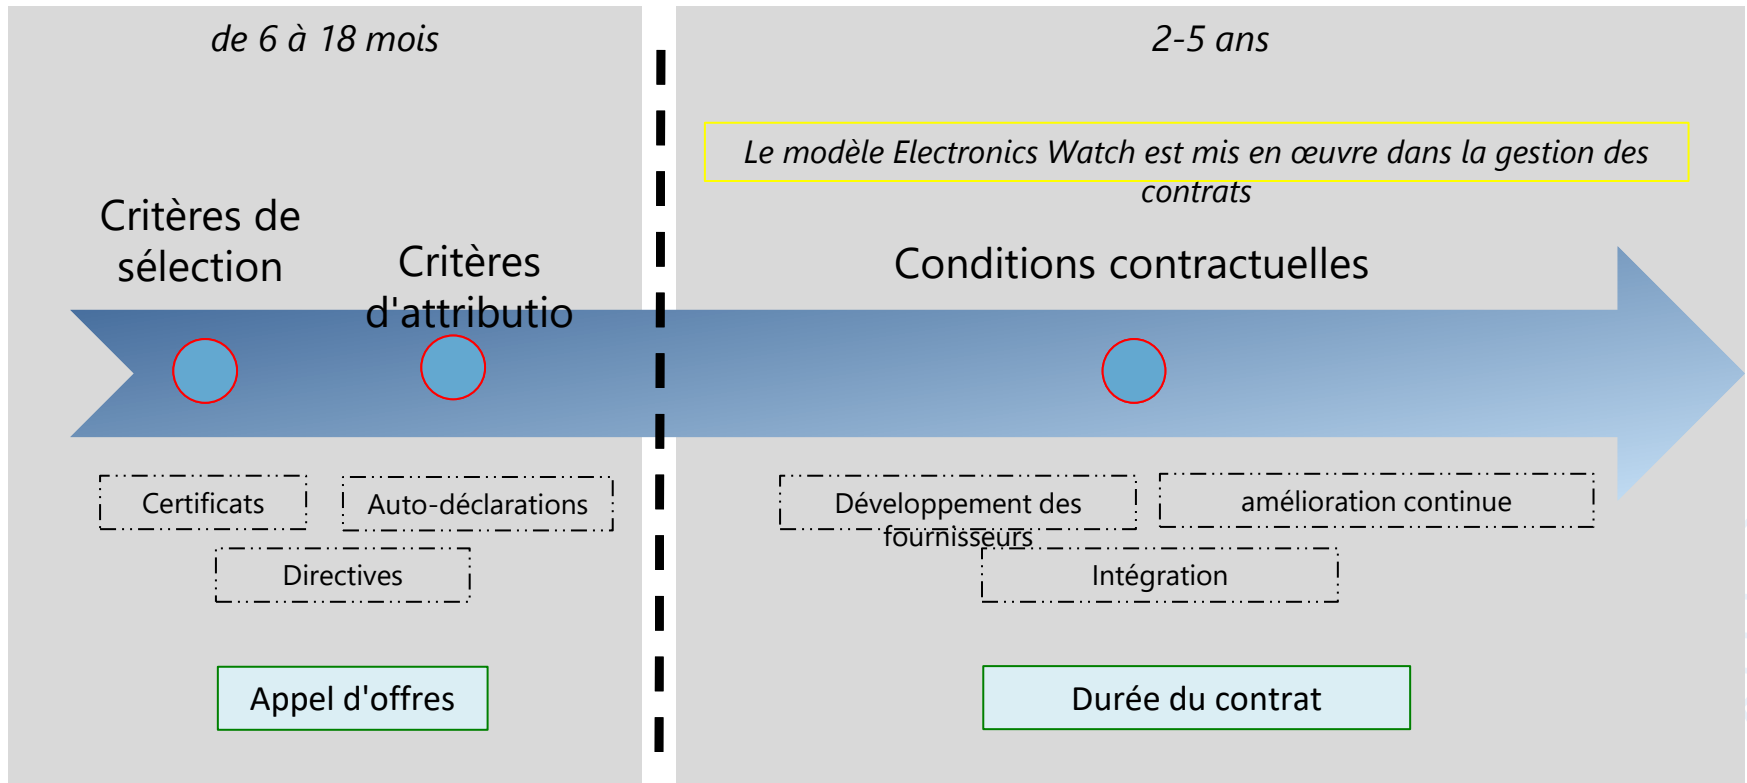 de 6 à 18 mois
2-5 ans
Le modèle Electronics Watch est mis en œuvre dans la gestion des
contrats
Critères de
sélection
Critères
d'attributio
Conditions contractuelles
Certificats
Auto-déclarations
Directives
Développement des
fournisseurs
amélioration continue
Intégration
Appel d'offres
Durée du contrat